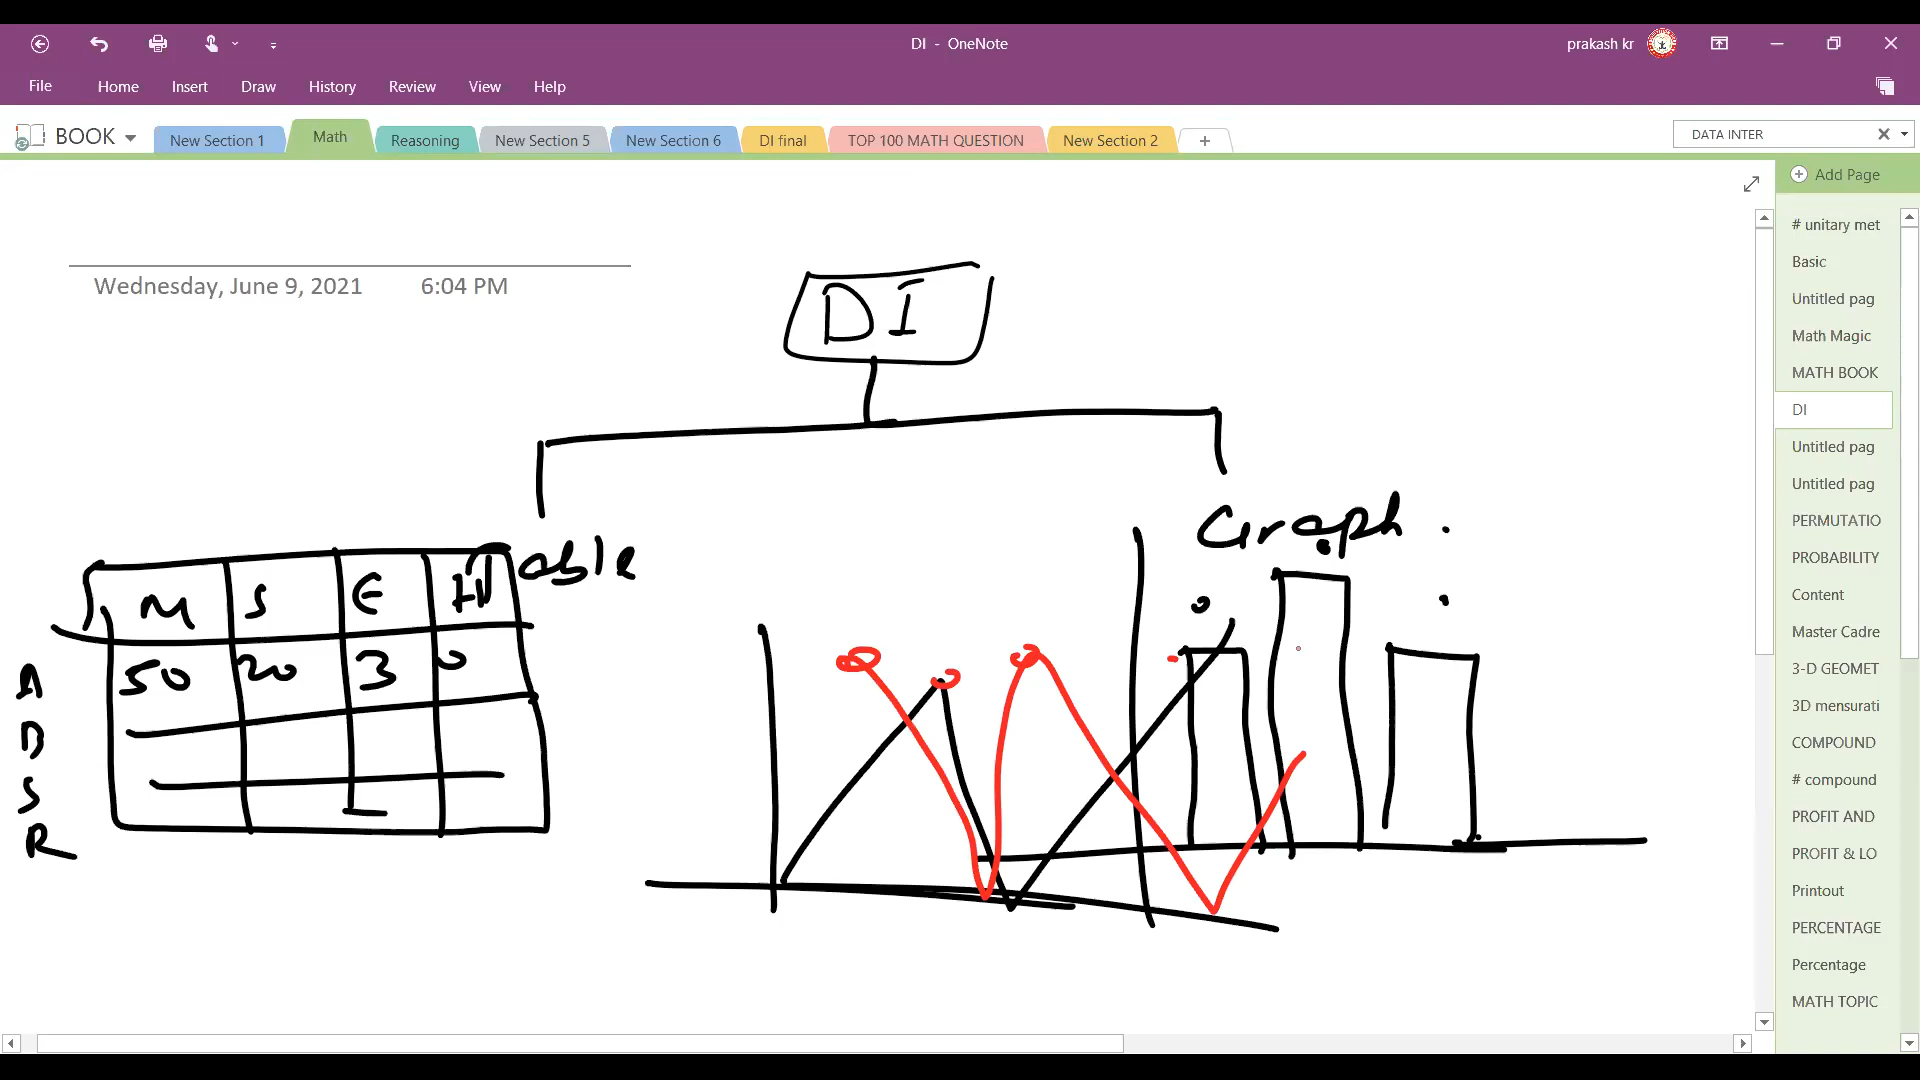 DI - OneNote
prakash kr
File Home Insert Draw History Review View Help
BOOK
New Section 1 Math Reasoning New Section 5 New Section 6 DI final TOP 100 MATH QUESTION New Section 2 +
DATA INTER
Add Page
# unitary met
Basic
Untitled pag
Math Magic
MATH BOOK
DI
Untitled pag
Untitled pag
PERMUTATIO
PROBABILITY
Content
Master Cadre
3-D GEOMET
3D mensurati
COMPOUND
# compound
PROFIT AND
PROFIT & LO
Printout
PERCENTAGE
Percentage
MATH TOPIC
Wednesday, June 9, 2021 6:04 PM
DI
Table
Graph
M S E H
A 50 20 3 0
B
S
R